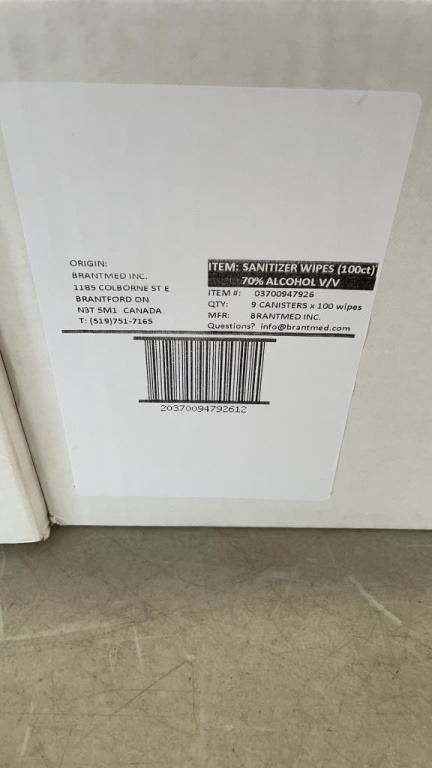 ORIGIN:
BRANTMED INC.
1185 COLBORNE ST E
BRANTFORD ON
N3T 5M1 CANADA
T: (519)751-7165
ITEM: SANITIZER WIPES (100ct)
70% ALCOHOL V/V
ITEM #: 03700947926
QTY: 9 CANISTERS x 100 wipes
MFR: BRANTMED INC.
Questions? info@brantmed.com
20370094792612